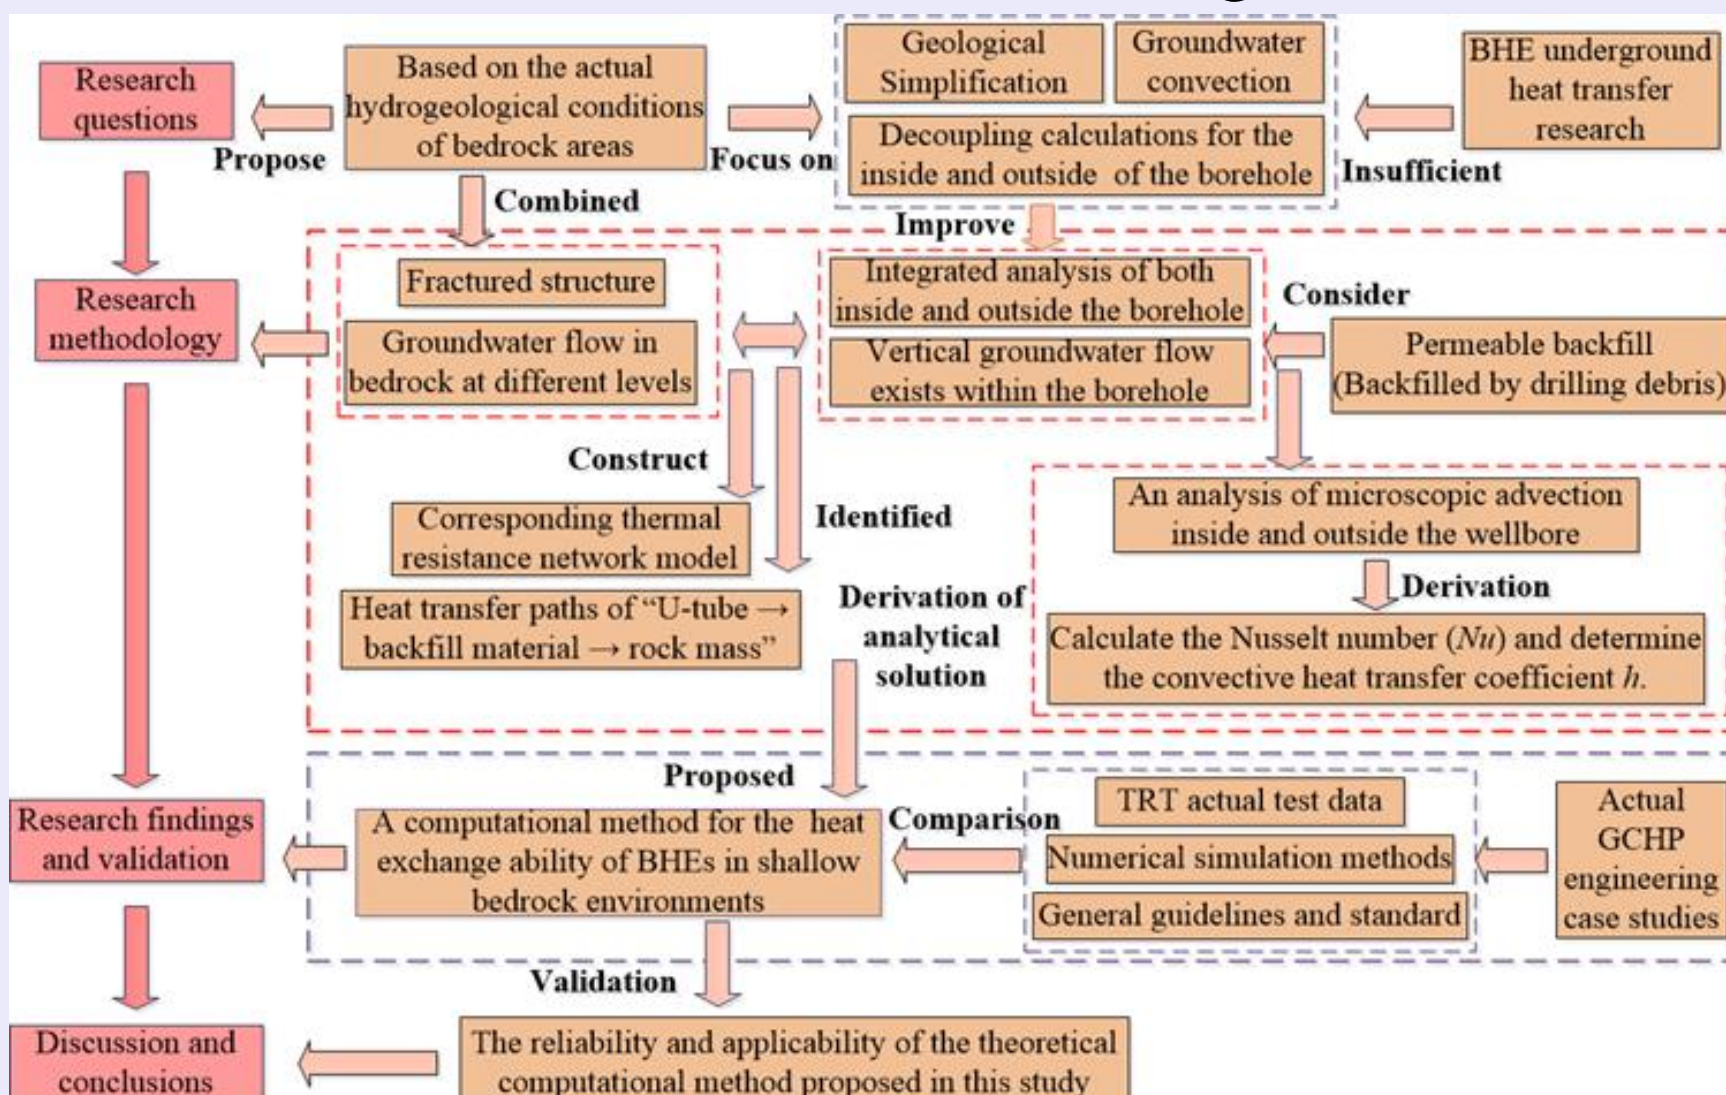 Research
questions
Based on the actual
hydrogeological conditions
of bedrock areas
Geological
Simplification
Groundwater
convection
BHE underground
heat transfer
research
Propose
Focus on
Decoupling calculations for the
inside and outside of the borehole
Insufficient
Combined
Improve
Research
methodology
Fractured structure
Groundwater flow in
bedrock at different levels
Integrated analysis of both
inside and outside the borehole
Vertical groundwater flow
exists within the borehole
Consider
Permeable backfill
(Backfilled by drilling debris)
Construct
Identified
Corresponding thermal
resistance network model
Heat transfer paths of “U-tube →
backfill material → rock mass”
Derivation of
analytical
solution
An analysis of microscopic advection
inside and outside the wellbore
Derivation
Calculate the Nusselt number (Nu) and determine
the convective heat transfer coefficient h.
Research findings
and validation
Proposed
A computational method for the heat
exchange ability of BHEs in shallow
bedrock environments
Comparison
TRT actual test data
Numerical simulation methods
General guidelines and standard
Actual
GCHP
engineering
case studies
Validation
Discussion and
conclusions
The reliability and applicability of the theoretical
computational method proposed in this study